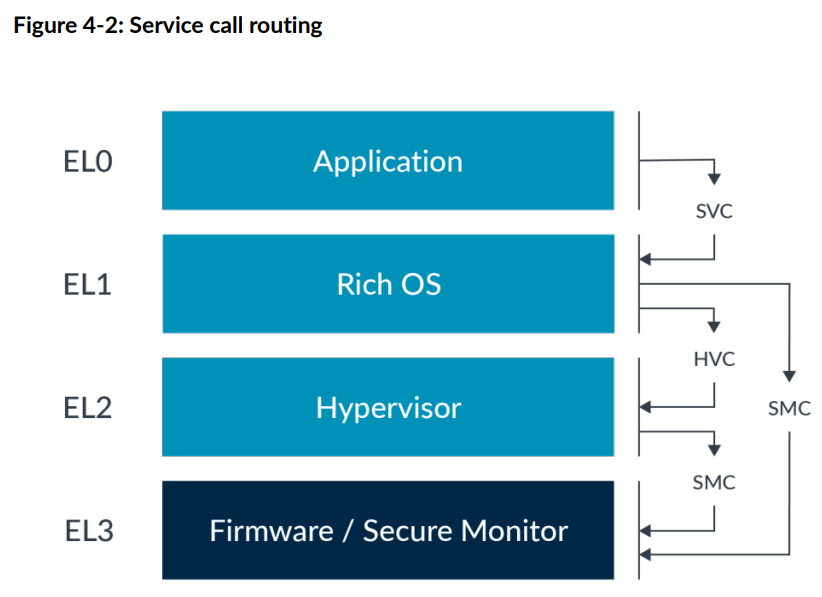 Figure 4-2: Service call routing
EL0
Application
SVC
EL1
Rich OS
HVC
EL2
Hypervisor
SMC
SMC
EL3
Firmware / Secure Monitor